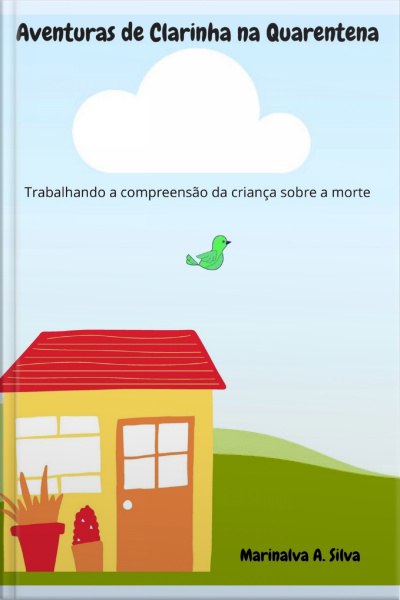 Aventuras de Clarinha na Quarentena
Trabalhando a compreensão da criança sobre a morte
Marinalva A. Silva